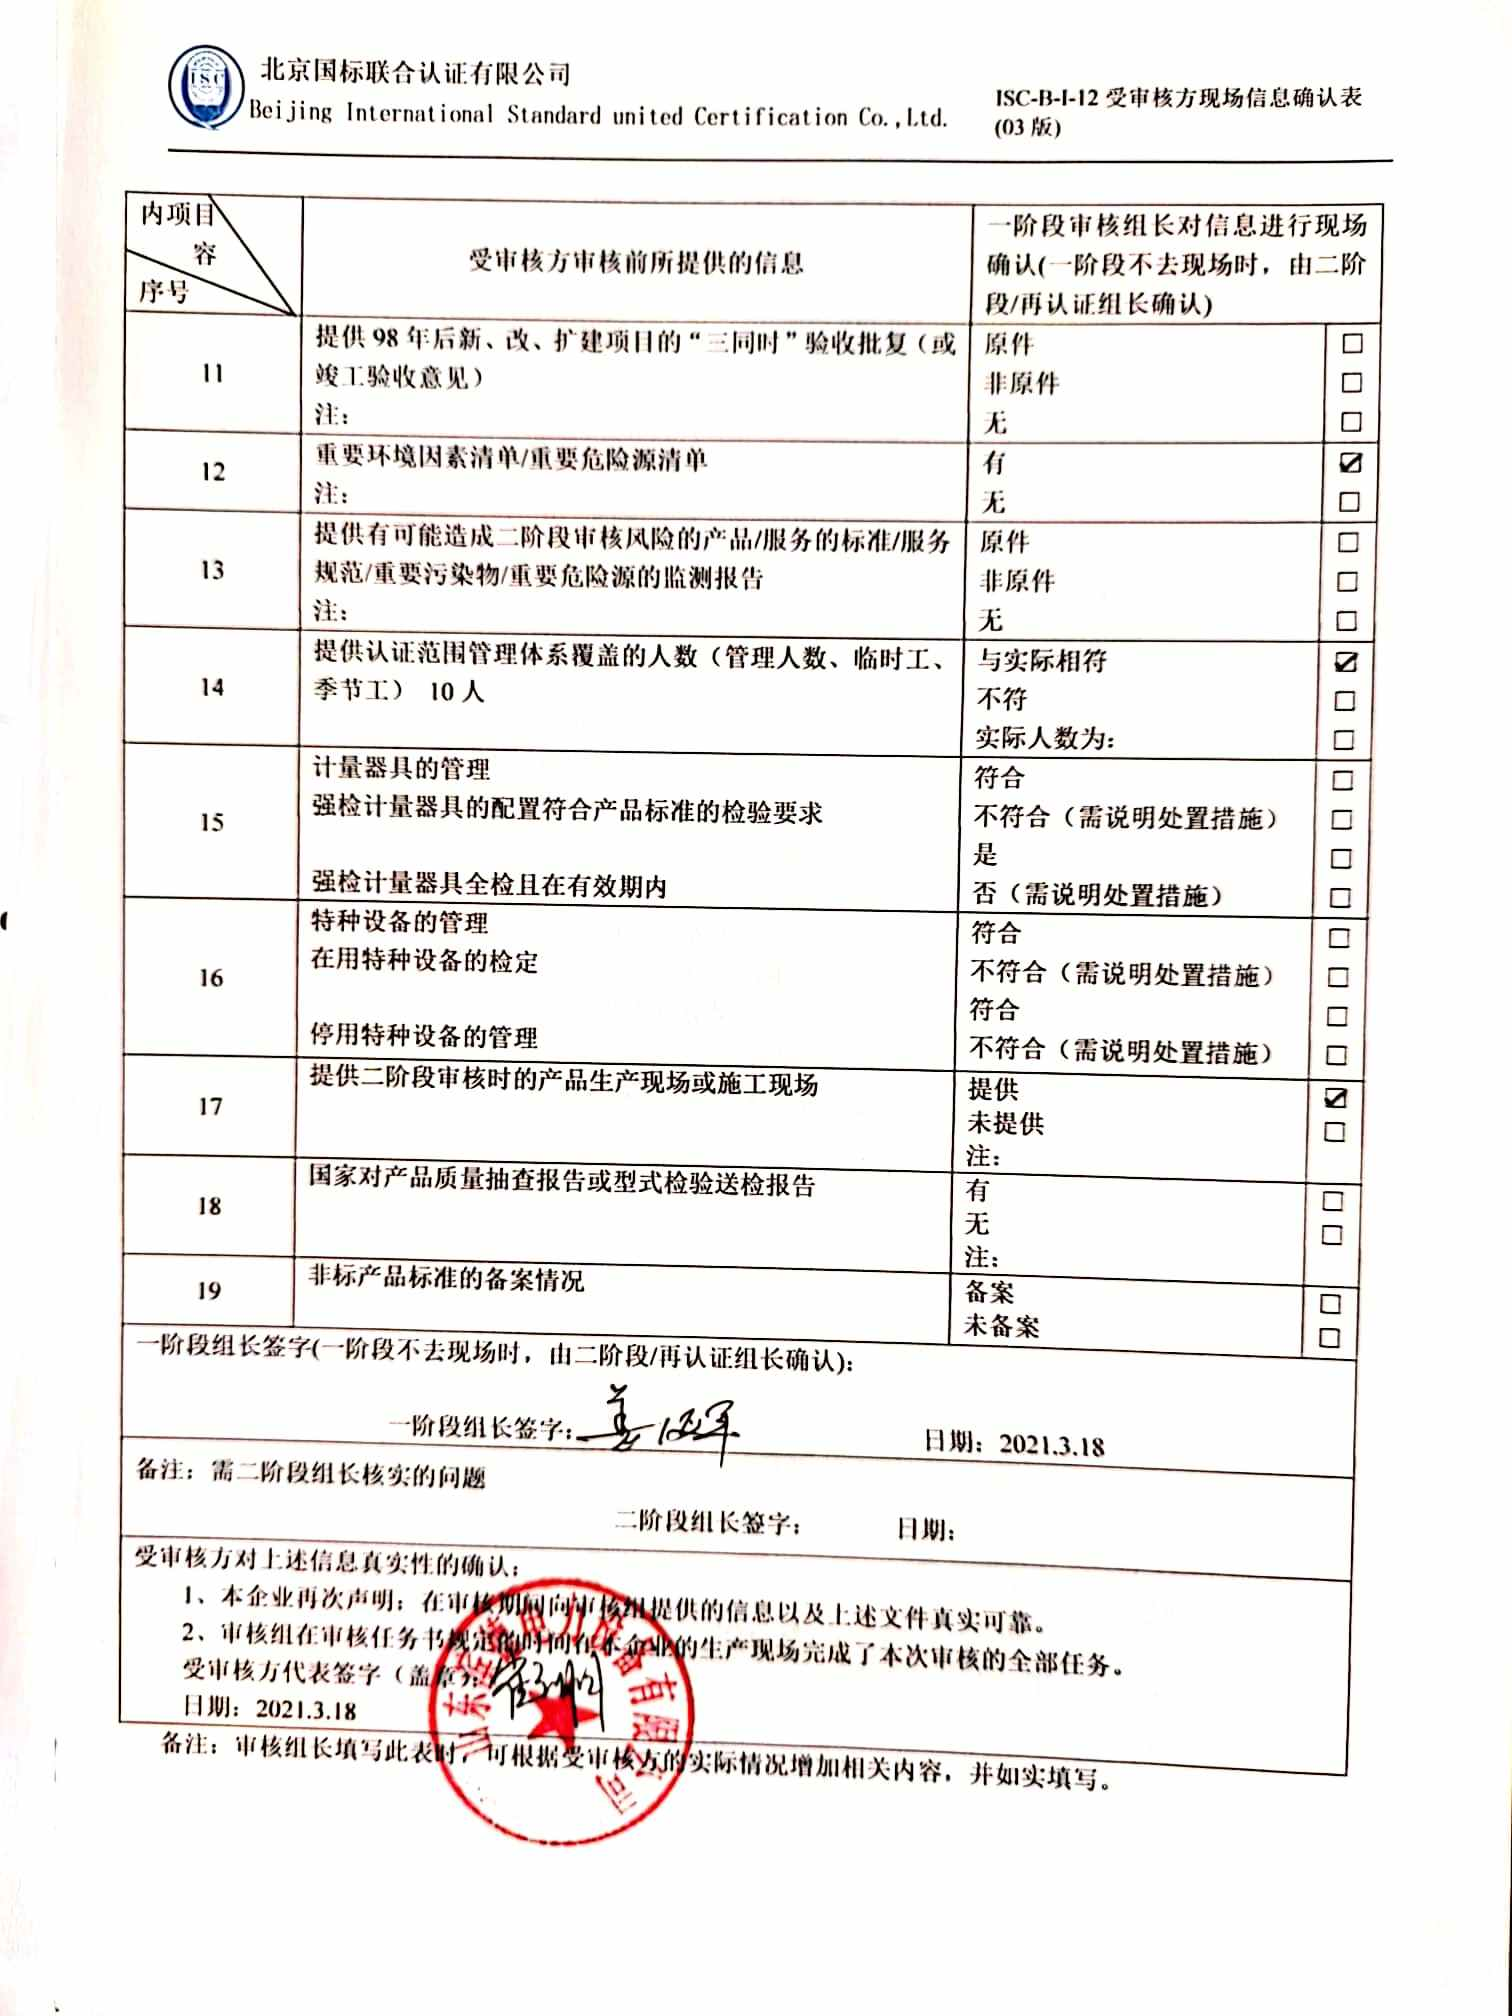 ISC
北京国标联合认证有限公司
Beijing International Standard united Certification Co.,Ltd.
ISC-B-I-12 受审核方现场信息确认表
(03 版)
内项目
容
序号
受审核方审核前所提供的信息
一阶段审核组长对信息进行现场
确认(一阶段不去现场时，由二阶
段/再认证组长确认)
11
提供 98 年后新、改、扩建项目的“三同时”验收批复（或
竣工验收意见）
注：
原件 □
非原件 □
无 □
12
重要环境因素清单/重要危险源清单
注：
有 ☑
无 □
13
提供有可能造成二阶段审核风险的产品/服务的标准/服务
规范/重要污染物/重要危险源的监测报告
注：
原件 □
非原件 □
无 □
14
提供认证范围管理体系覆盖的人数（管理人数、临时工、
季节工） 10 人
与实际相符 ☑
不符 □
实际人数为： □
15
计量器具的管理
强检计量器具的配置符合产品标准的检验要求
强检计量器具全检且在有效期内
符合 □
不符合（需说明处置措施） □
是 □
否（需说明处置措施） □
16
特种设备的管理
在用特种设备的检定
停用特种设备的管理
符合 □
不符合（需说明处置措施） □
符合 □
不符合（需说明处置措施） □
17
提供二阶段审核时的产品生产现场或施工现场
提供 ☑
未提供 □
注：
18
国家对产品质量抽查报告或型式检验送检报告
有 □
无 □
注：
19
非标产品标准的备案情况
备案 □
未备案 □
一阶段组长签字(一阶段不去现场时，由二阶段/再认证组长确认)：
一阶段组长签字： 日期：2021.3.18
备注：需二阶段组长核实的问题
二阶段组长签字： 日期：
受审核方对上述信息真实性的确认：
1、本企业再次声明：在审核期间向审核组提供的信息以及上述文件真实可靠。
2、审核组在审核任务书规定的时间在本企业的生产现场完成了本次审核的全部任务。
受审核方代表签字（盖章）：
日期：2021.3.18
备注：审核组长填写此表时，可根据受审核方的实际情况增加相关内容，并如实填写。